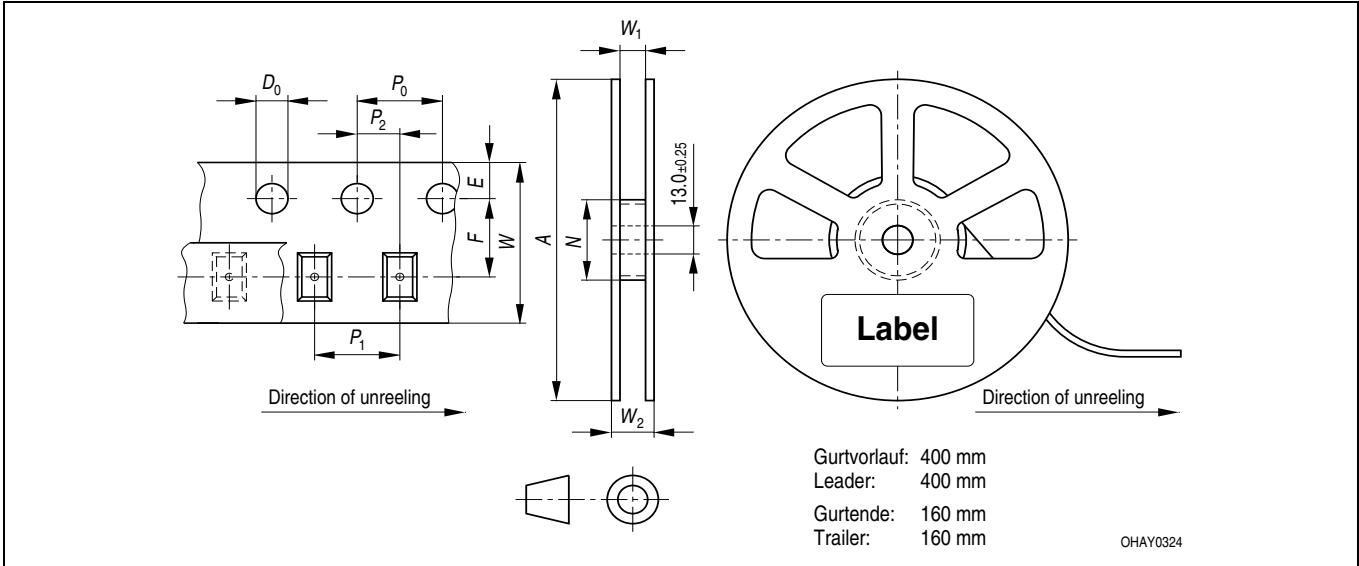 W1
D0
P0
P2
E
F
W
A
N
13.0±0.25
Label
P1
Direction of unreeling
W2
Direction of unreeling
Gurtvorlauf: 400 mm
Leader: 400 mm
Gurtende: 160 mm
Trailer: 160 mm
OHAY0324